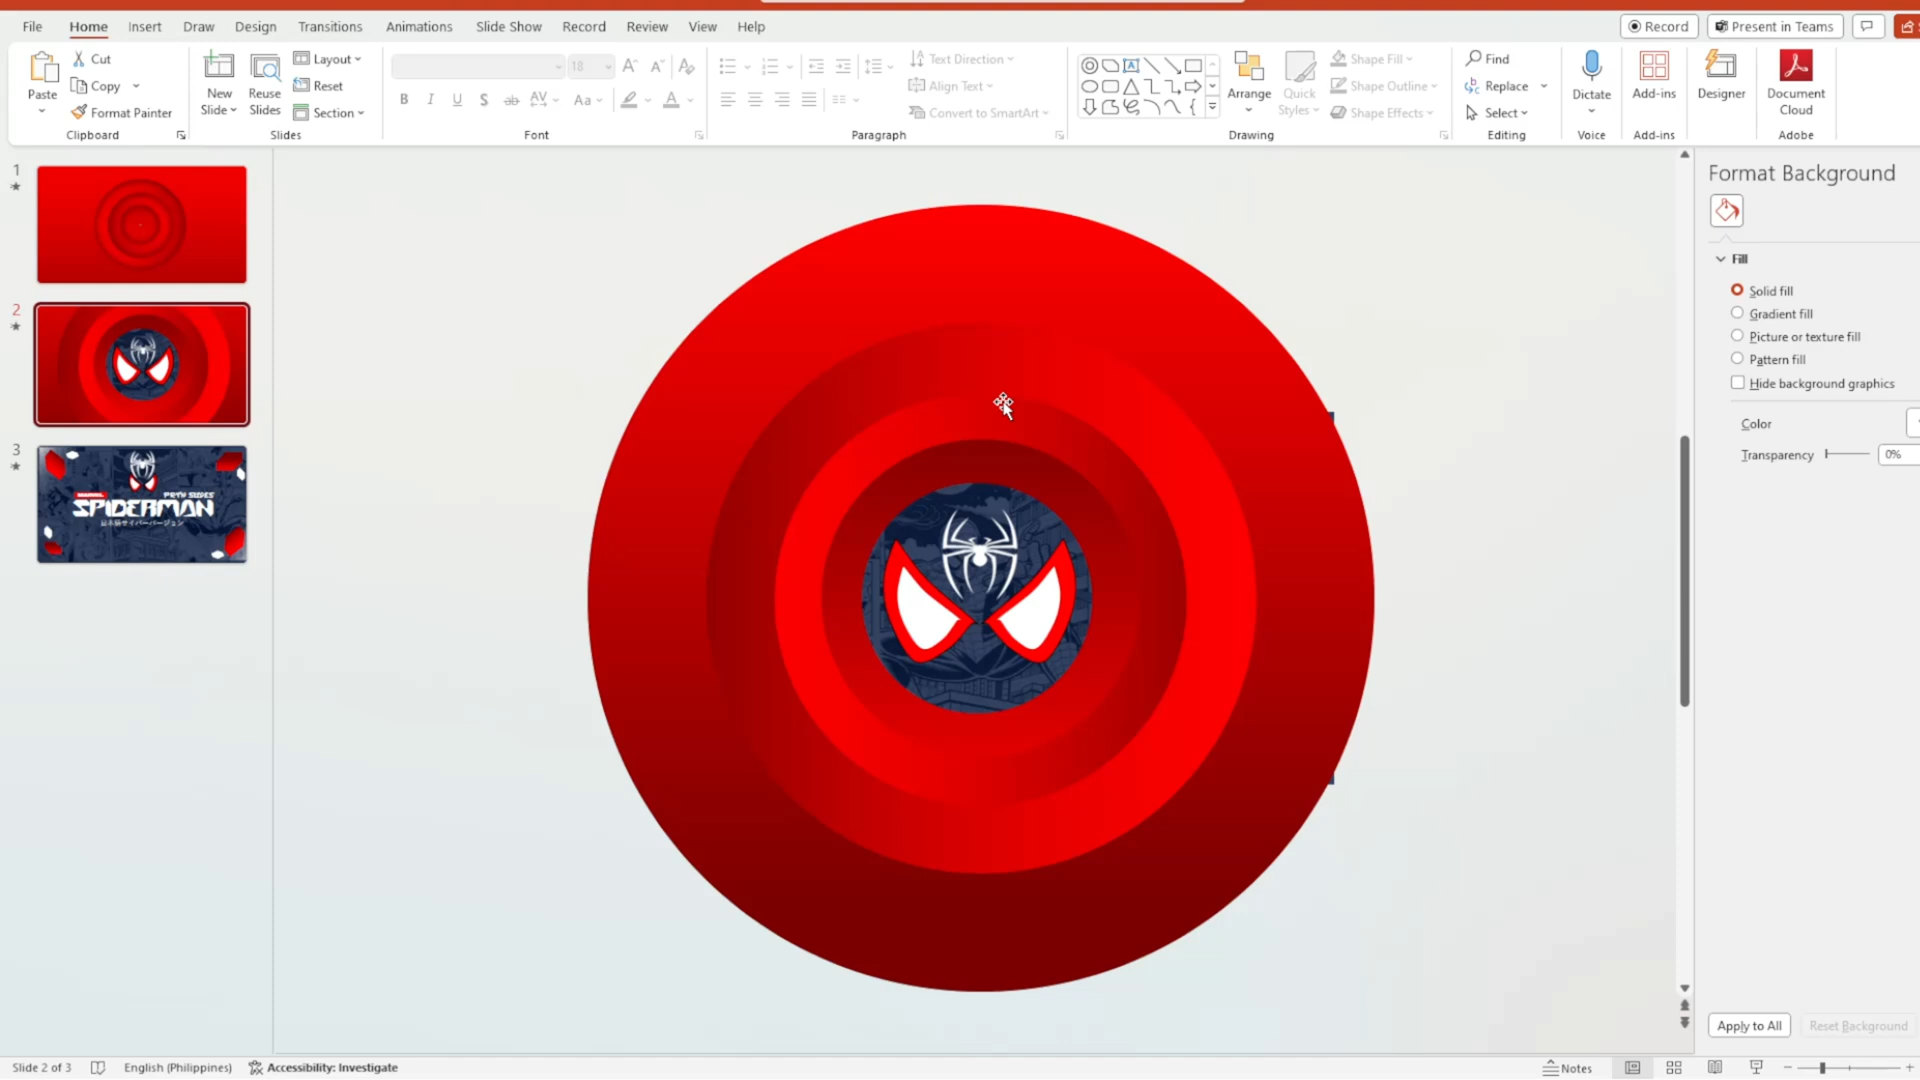 File Home Insert Draw Design Transitions Animations Slide Show Record Review View Help
Record Present in Teams
Paste
Cut
Copy
Format Painter
Clipboard
New Slide
Reuse Slides
Layout
Reset
Section
Slides
18
Font
Text Direction
Align Text
Convert to SmartArt
Paragraph
Arrange
Quick Styles
Shape Fill
Shape Outline
Shape Effects
Drawing
Find
Replace
Select
Editing
Dictate
Voice
Add-ins
Add-ins
Designer
Document Cloud
Adobe
1
2
3
SPIDERMAN
Format Background
Fill
Solid fill
Gradient fill
Picture or texture fill
Pattern fill
Hide background graphics
Color
Transparency 0%
Apply to All Reset Background
Slide 2 of 3 English (Philippines) Accessibility: Investigate Notes